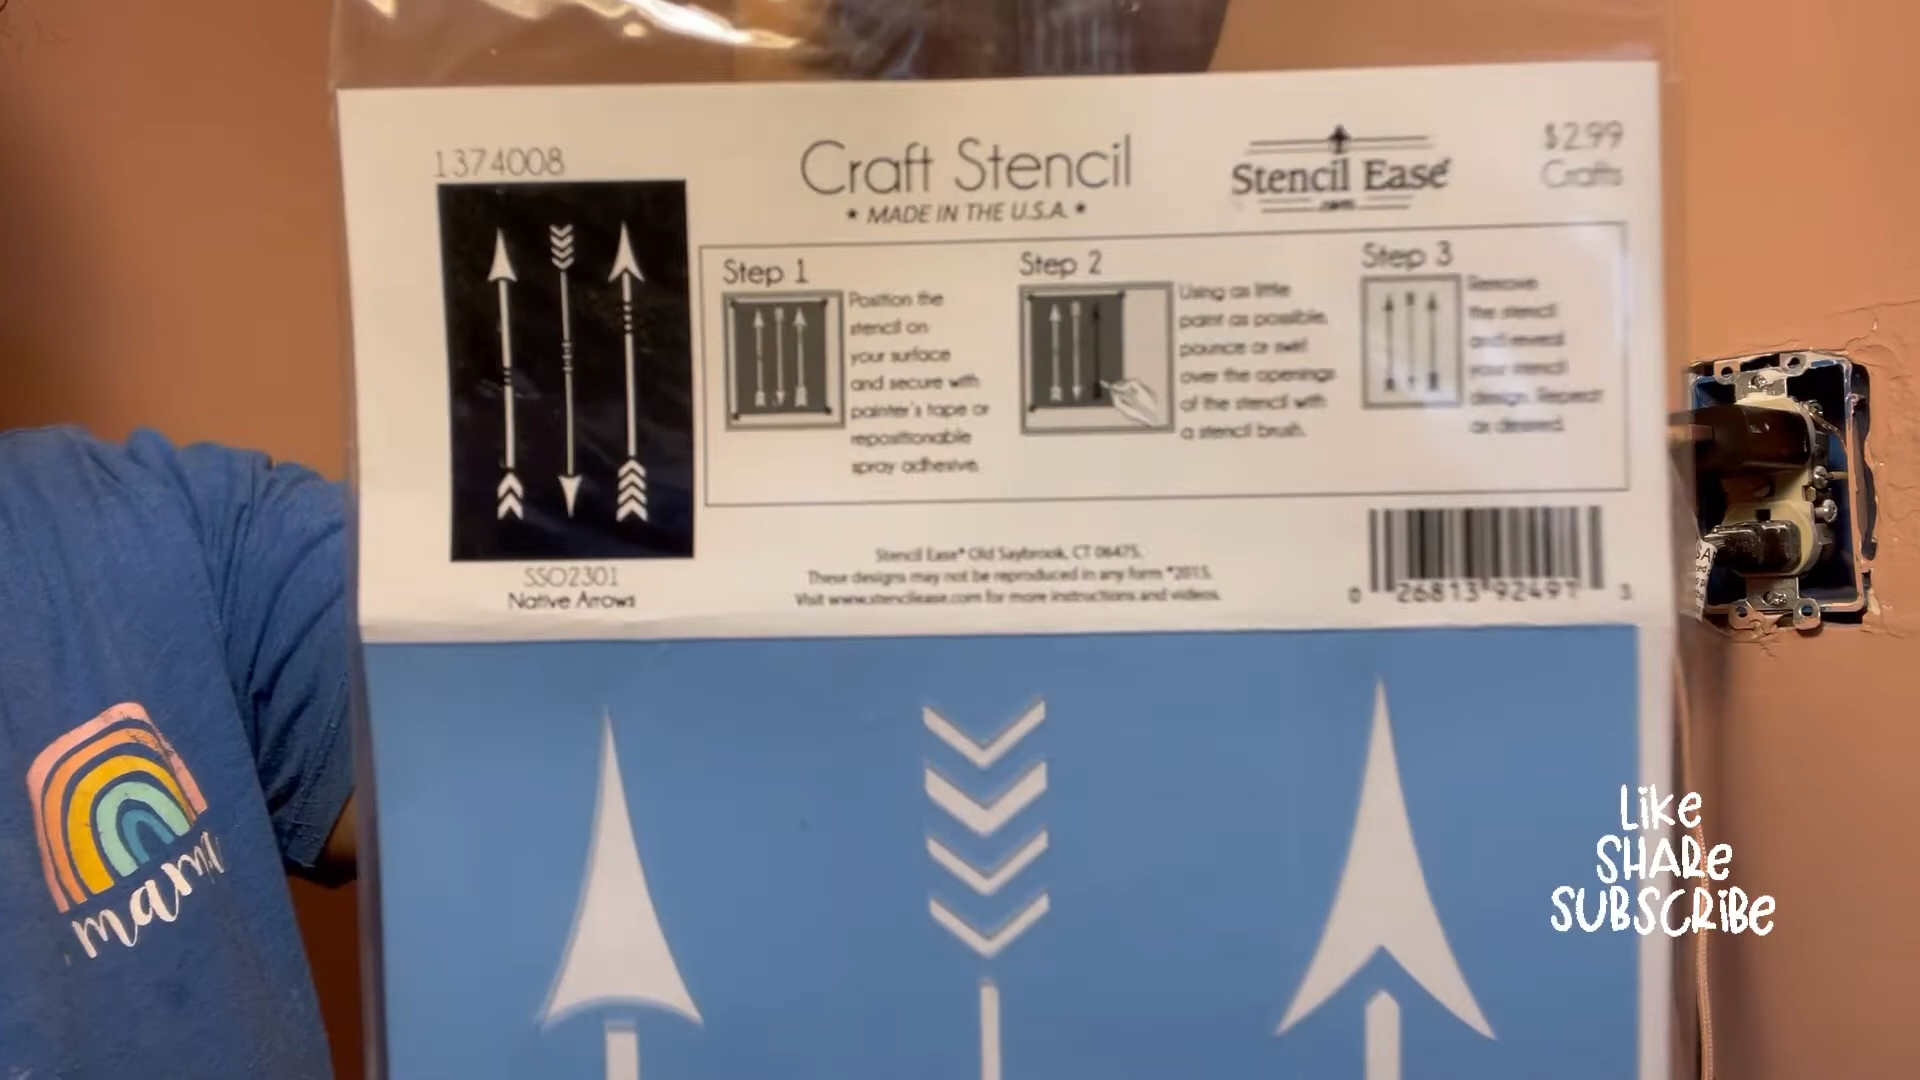 1374008
Craft Stencil
* MADE IN THE U.S.A. *
Stencil Ease
.com
$2.99
Crafts
Step 1
Position the
stencil on
your surface
and secure with
painter's tape or
repositionable
spray adhesive.
Step 2
Using as little
paint as possible,
pounce or swirl
over the openings
of the stencil with
a stencil brush.
Step 3
Remove
the stencil
and reveal
your stencil
design. Repeat
as desired.
SSO2301
Native Arrows
Stencil Ease® Old Saybrook, CT 06475.
These designs may not be reproduced in any form ©2015.
Visit www.stencilease.com for more instructions and videos.
0 26813 92491 3
mama
LIKE
SHARE
SUBSCRIBE